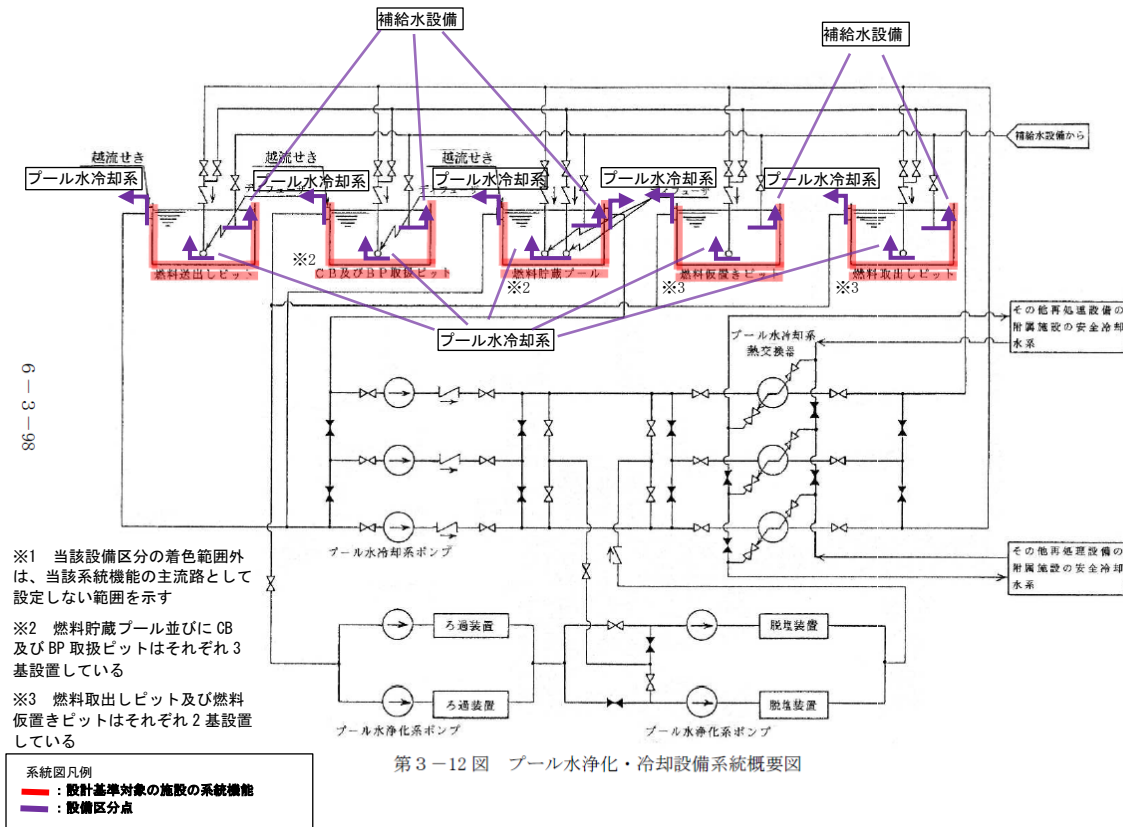 補給水設備
補給水設備
補給水設備から
越流せき
越流せき
越流せき
プール水冷却系
プール水冷却系
プール水冷却系
プール水冷却系
プール水冷却系
燃料送出しピット
※2
CB及びBP取扱ピット
燃料貯蔵プール
※2
燃料仮置きピット
※3
燃料取出しピット
※3
プール水冷却系
プール水冷却系
熱交換器
その他再処理設備の
附属施設の安全冷却
水系
6-3-98
プール水冷却系ポンプ
その他再処理設備の
附属施設の安全冷却
水系
※1 当該設備区分の着色範囲外
は、当該系統機能の主流路として
設定しない範囲を示す
※2 燃料貯蔵プール並びに CB
及び BP 取扱ピットはそれぞれ 3
基設置している
※3 燃料取出しピット及び燃料
仮置きピットはそれぞれ 2 基設置
している
ろ過装置
脱塩装置
ろ過装置
脱塩装置
プール水浄化系ポンプ
プール水浄化系ポンプ
第3-12図 プール水浄化・冷却設備系統概要図
系統図凡例
:設計基準対象の施設の系統機能
:設備区分点